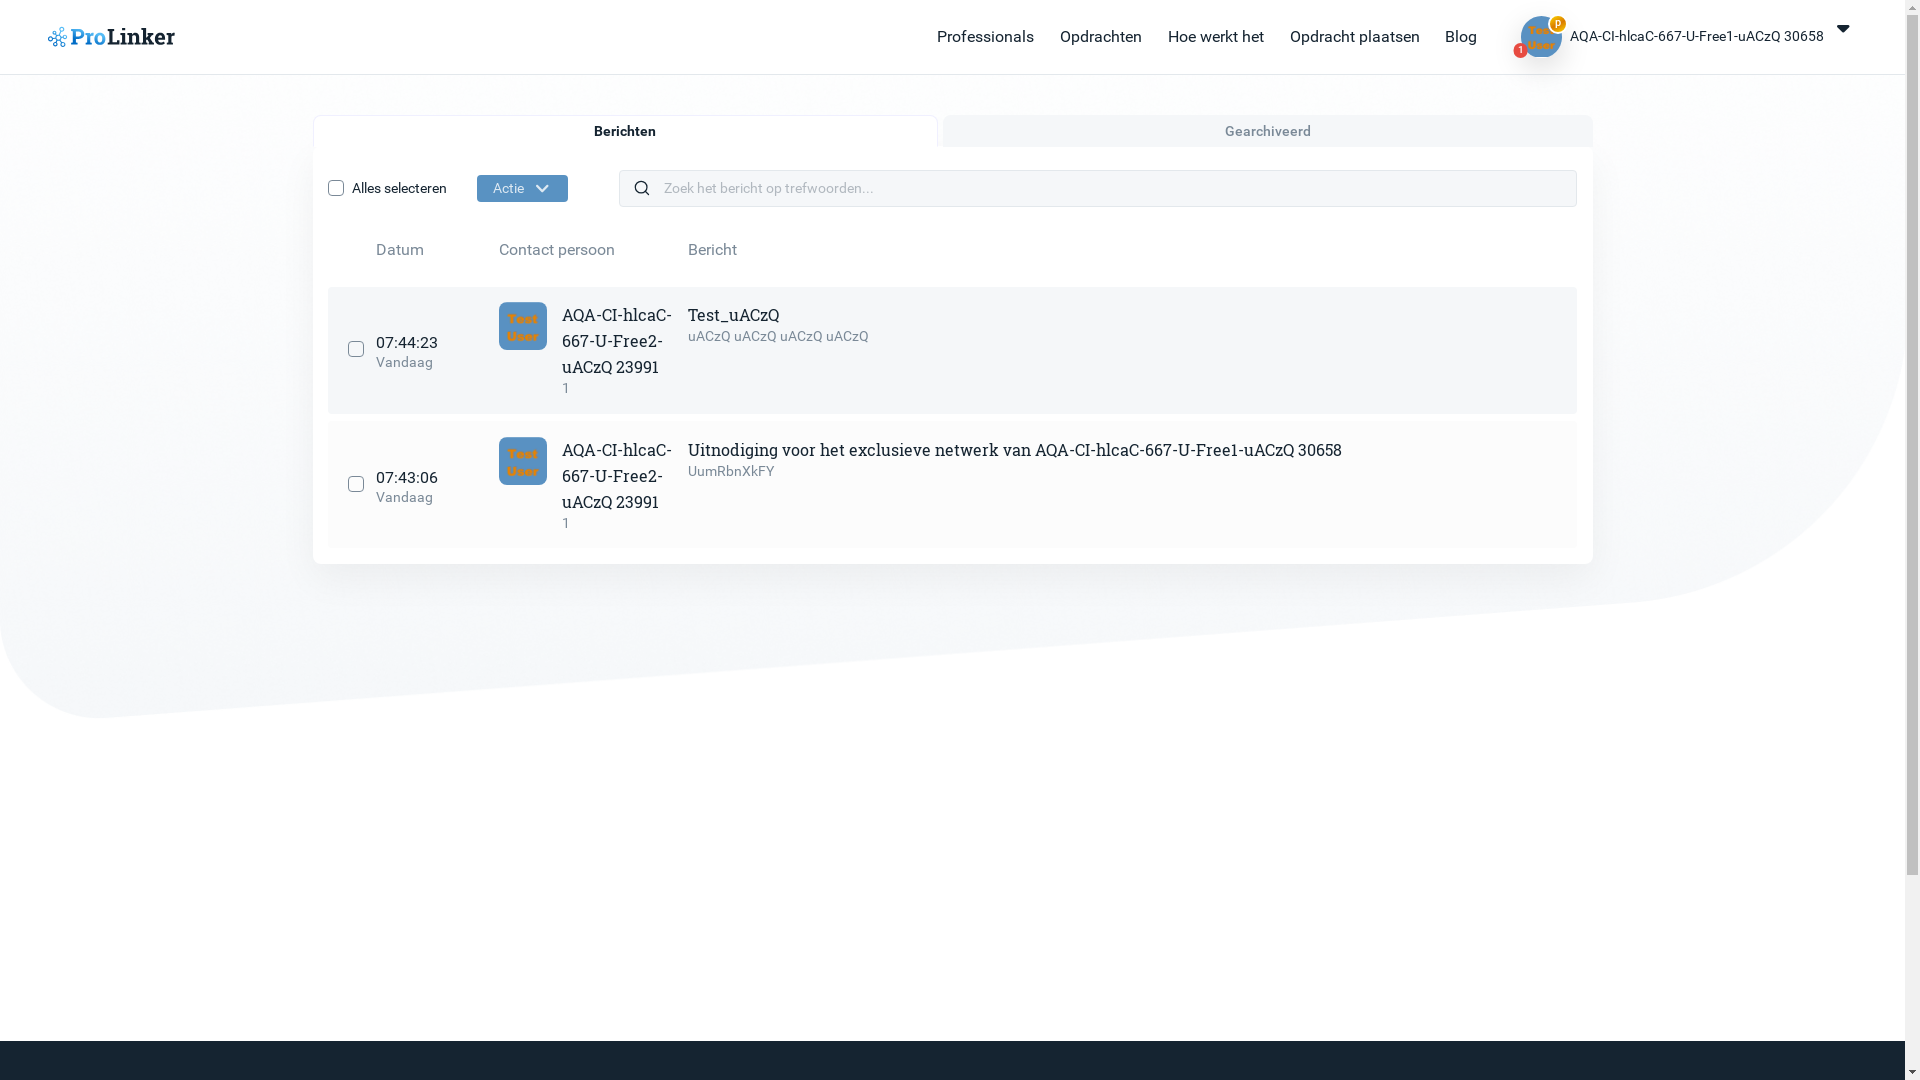 ProLinker
Professionals
Opdrachten
Hoe werkt het
Opdracht plaatsen
Blog
Test
User
P
1
AQA-CI-hlcaC-667-U-Free1-uACzQ 30658
Berichten
Gearchiveerd
Alles selecteren
Actie
Zoek het bericht op trefwoorden...
Datum
Contact persoon
Bericht
07:44:23
Vandaag
Test
User
AQA-CI-hlcaC-
667-U-Free2-
uACzQ 23991
1
Test_uACzQ
uACzQ uACzQ uACzQ uACzQ
07:43:06
Vandaag
Test
User
AQA-CI-hlcaC-
667-U-Free2-
uACzQ 23991
1
Uitnodiging voor het exclusieve netwerk van AQA-CI-hlcaC-667-U-Free1-uACzQ 30658
UumRbnXkFY